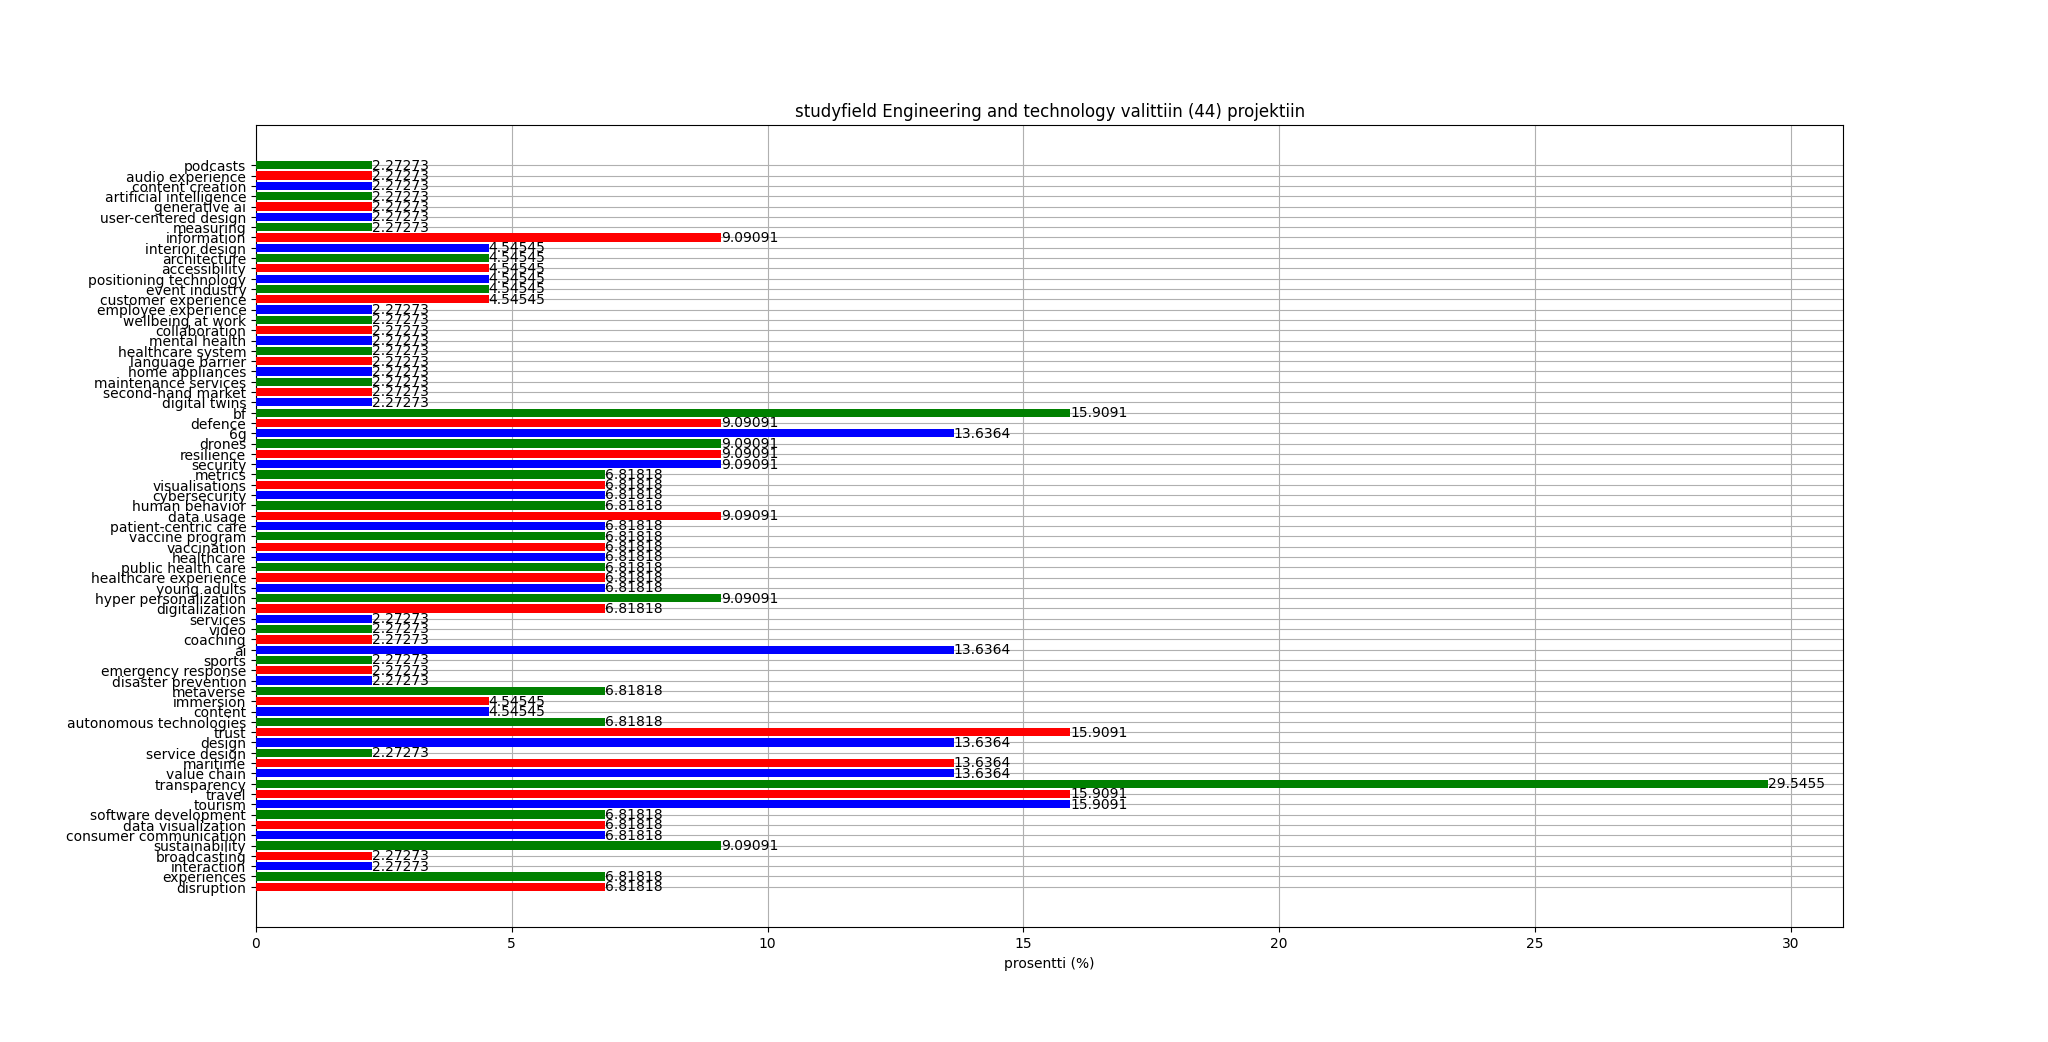 studyfield Engineering and technology valittiin (44) projektiin
podcasts 2.27273
audio experience 2.27273
content creation 2.27273
artificial intelligence 2.27273
generative ai 2.27273
user-centered design 2.27273
measuring 2.27273
information 9.09091
interior design 4.54545
architecture 4.54545
accessibility 4.54545
positioning technology 4.54545
event industry 4.54545
customer experience 4.54545
employee experience 2.27273
wellbeing at work 2.27273
collaboration 2.27273
mental health 2.27273
healthcare system 2.27273
language barrier 2.27273
home appliances 2.27273
maintenance services 2.27273
second-hand market 2.27273
digital twins 2.27273
bf 15.9091
defence 9.09091
6g 13.6364
drones 9.09091
resilience 9.09091
security 9.09091
metrics 6.81818
visualisations 6.81818
cybersecurity 6.81818
human behavior 6.81818
data usage 9.09091
patient-centric care 6.81818
vaccine program 6.81818
vaccination 6.81818
healthcare 6.81818
public health care 6.81818
healthcare experience 6.81818
young adults 6.81818
hyper personalization 9.09091
digitalization 6.81818
services 2.27273
video 2.27273
coaching 2.27273
ai 13.6364
sports 2.27273
emergency response 2.27273
disaster prevention 2.27273
metaverse 6.81818
immersion 4.54545
content 4.54545
autonomous technologies 6.81818
trust 15.9091
design 13.6364
service design 2.27273
maritime 13.6364
value chain 13.6364
transparency 29.5455
travel 15.9091
tourism 15.9091
software development 6.81818
data visualization 6.81818
consumer communication 6.81818
sustainability 9.09091
broadcasting 2.27273
interaction 2.27273
experiences 6.81818
disruption 6.81818
0 5 10 15 20 25 30
prosentti (%)